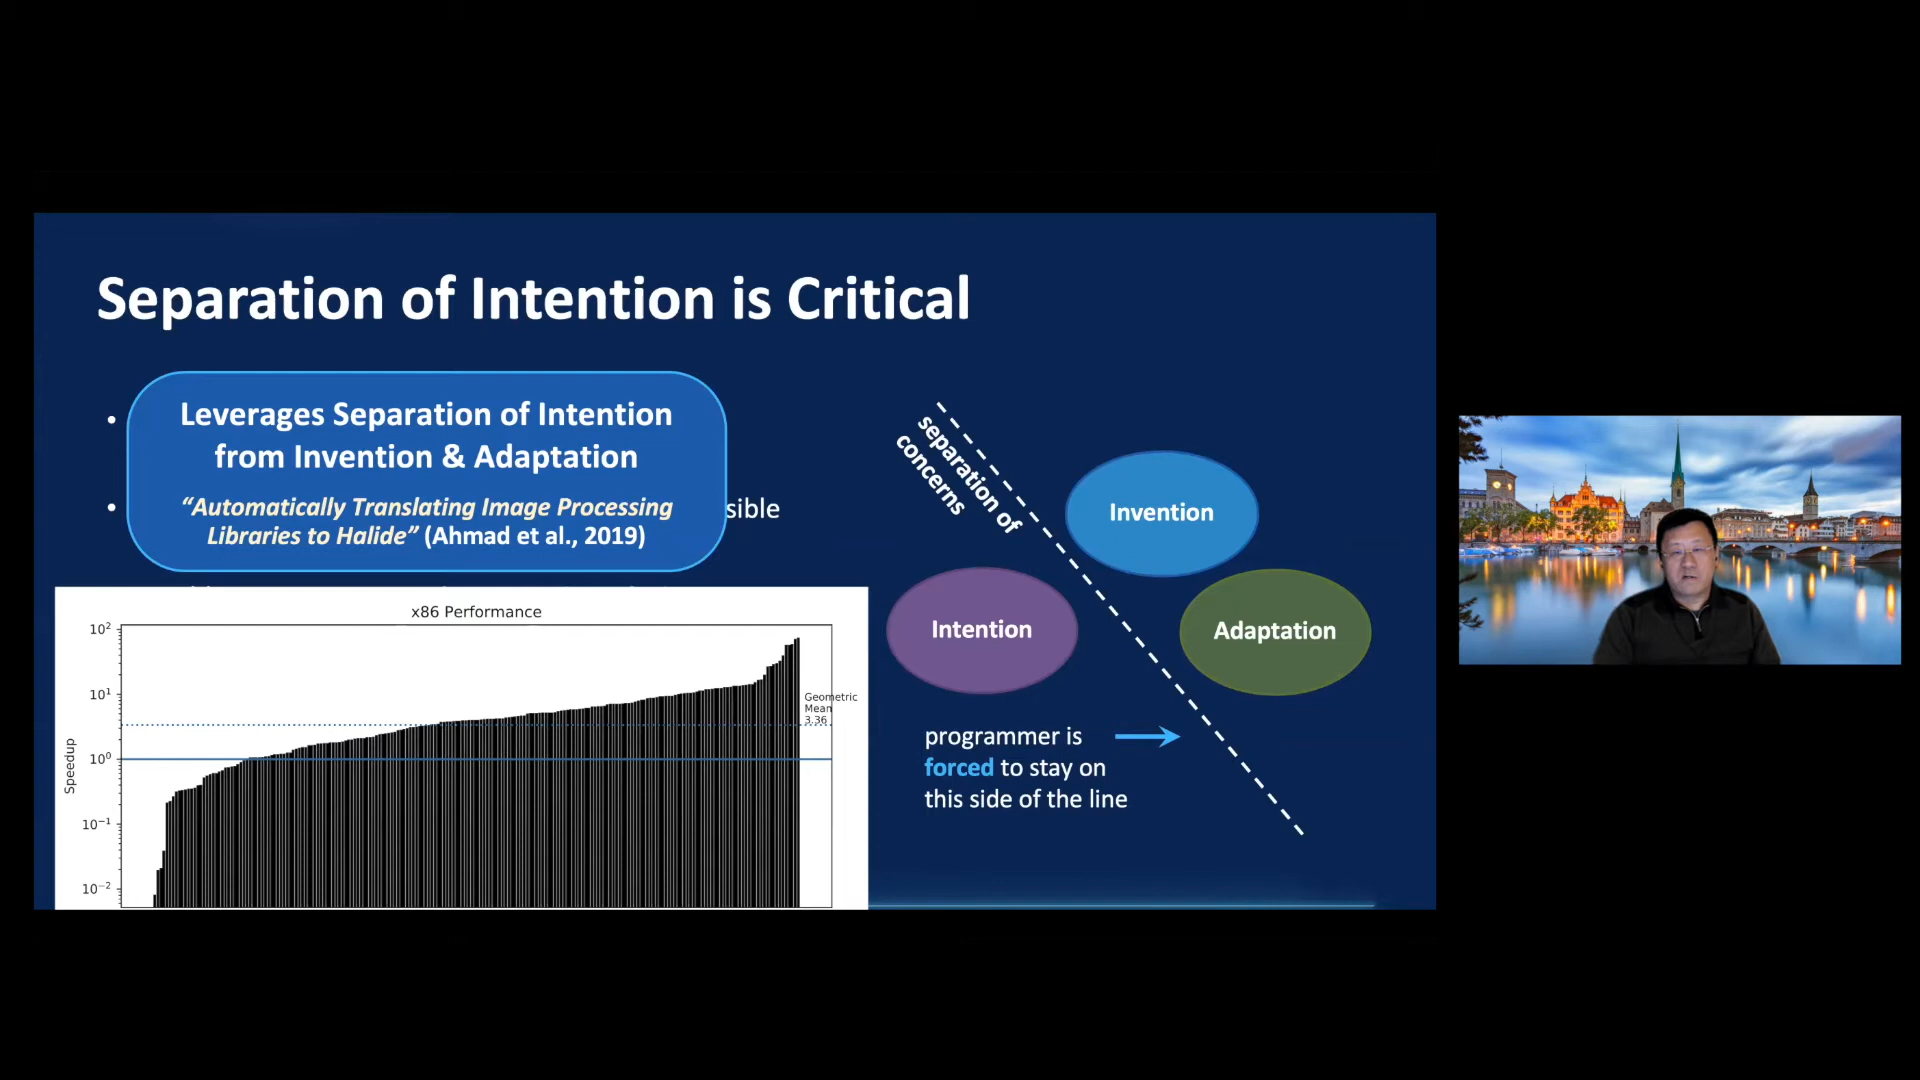 Separation of Intention is Critical
Leverages Separation of Intention
from Invention & Adaptation
“Automatically Translating Image Processing
Libraries to Halide” (Ahmad et al., 2019)
sible
x86 Performance
10²
10¹
10⁰
10⁻¹
10⁻²
Speedup
Geometric
Mean
3.36
separation of
concerns
Invention
Intention
Adaptation
programmer is
forced to stay on
this side of the line